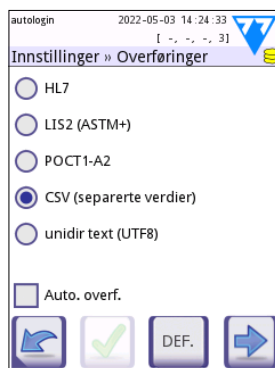 autologin 2022-05-03 14:24:33
[ -, -, -, 3]
Innstillinger » Overføringer
HL7
LIS2 (ASTM+)
POCT1-A2
CSV (separerte verdier)
unidir text (UTF8)
Auto. overf.
DEF.